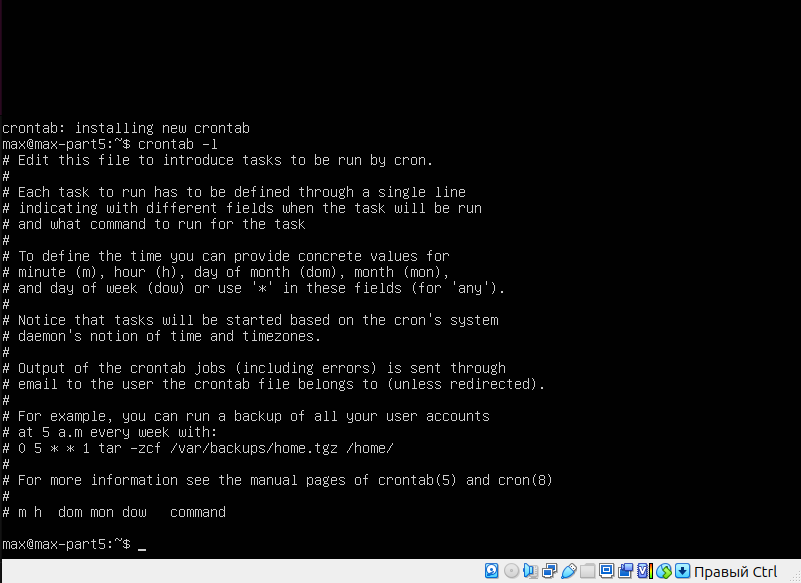 crontab: installing new crontab
max@max-part5:~$ crontab -l
# Edit this file to introduce tasks to be run by cron.
#
# Each task to run has to be defined through a single line
# indicating with different fields when the task will be run
# and what command to run for the task
#
# To define the time you can provide concrete values for
# minute (m), hour (h), day of month (dom), month (mon),
# and day of week (dow) or use '*' in these fields (for 'any').
#
# Notice that tasks will be started based on the cron's system
# daemon's notion of time and timezones.
#
# Output of the crontab jobs (including errors) is sent through
# email to the user the crontab file belongs to (unless redirected).
#
# For example, you can run a backup of all your user accounts
# at 5 a.m every week with:
# 0 5 * * 1 tar -zcf /var/backups/home.tgz /home/
#
# For more information see the manual pages of crontab(5) and cron(8)
#
# m h  dom mon dow   command
max@max-part5:~$ _
Правый Ctrl